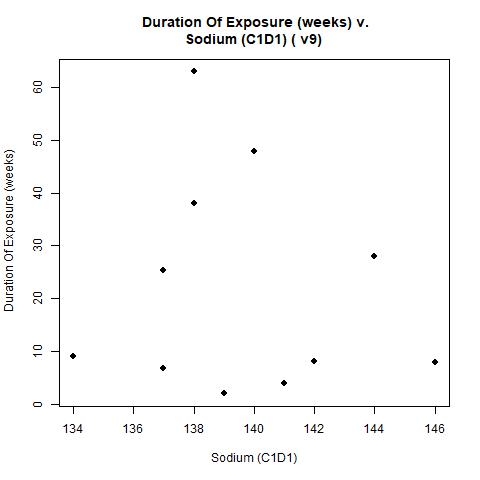 Duration Of Exposure (weeks) v.
Sodium (C1D1) ( v9)
Duration Of Exposure (weeks)
60
50
40
30
20
10
0
134 136 138 140 142 144 146
Sodium (C1D1)